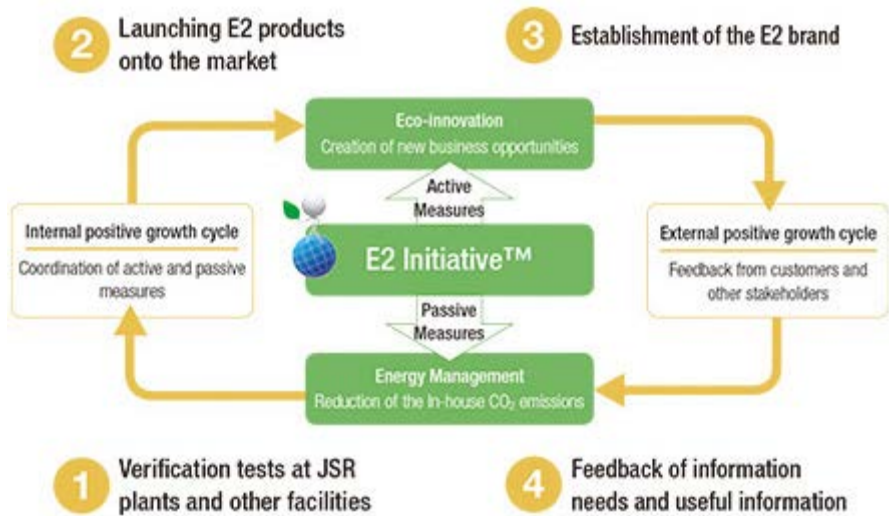 2
Launching E2 products
onto the market
3
Establishment of the E2 brand
Eco-innovation
Creation of new business opportunities
Active
Measures
Internal positive growth cycle
Coordination of active and passive
measures
E2 Initiative™
External positive growth cycle
Feedback from customers and
other stakeholders
Passive
Measures
Energy Management
Reduction of the In-house CO₂ emissions
1
Verification tests at JSR
plants and other facilities
4
Feedback of information
needs and useful information